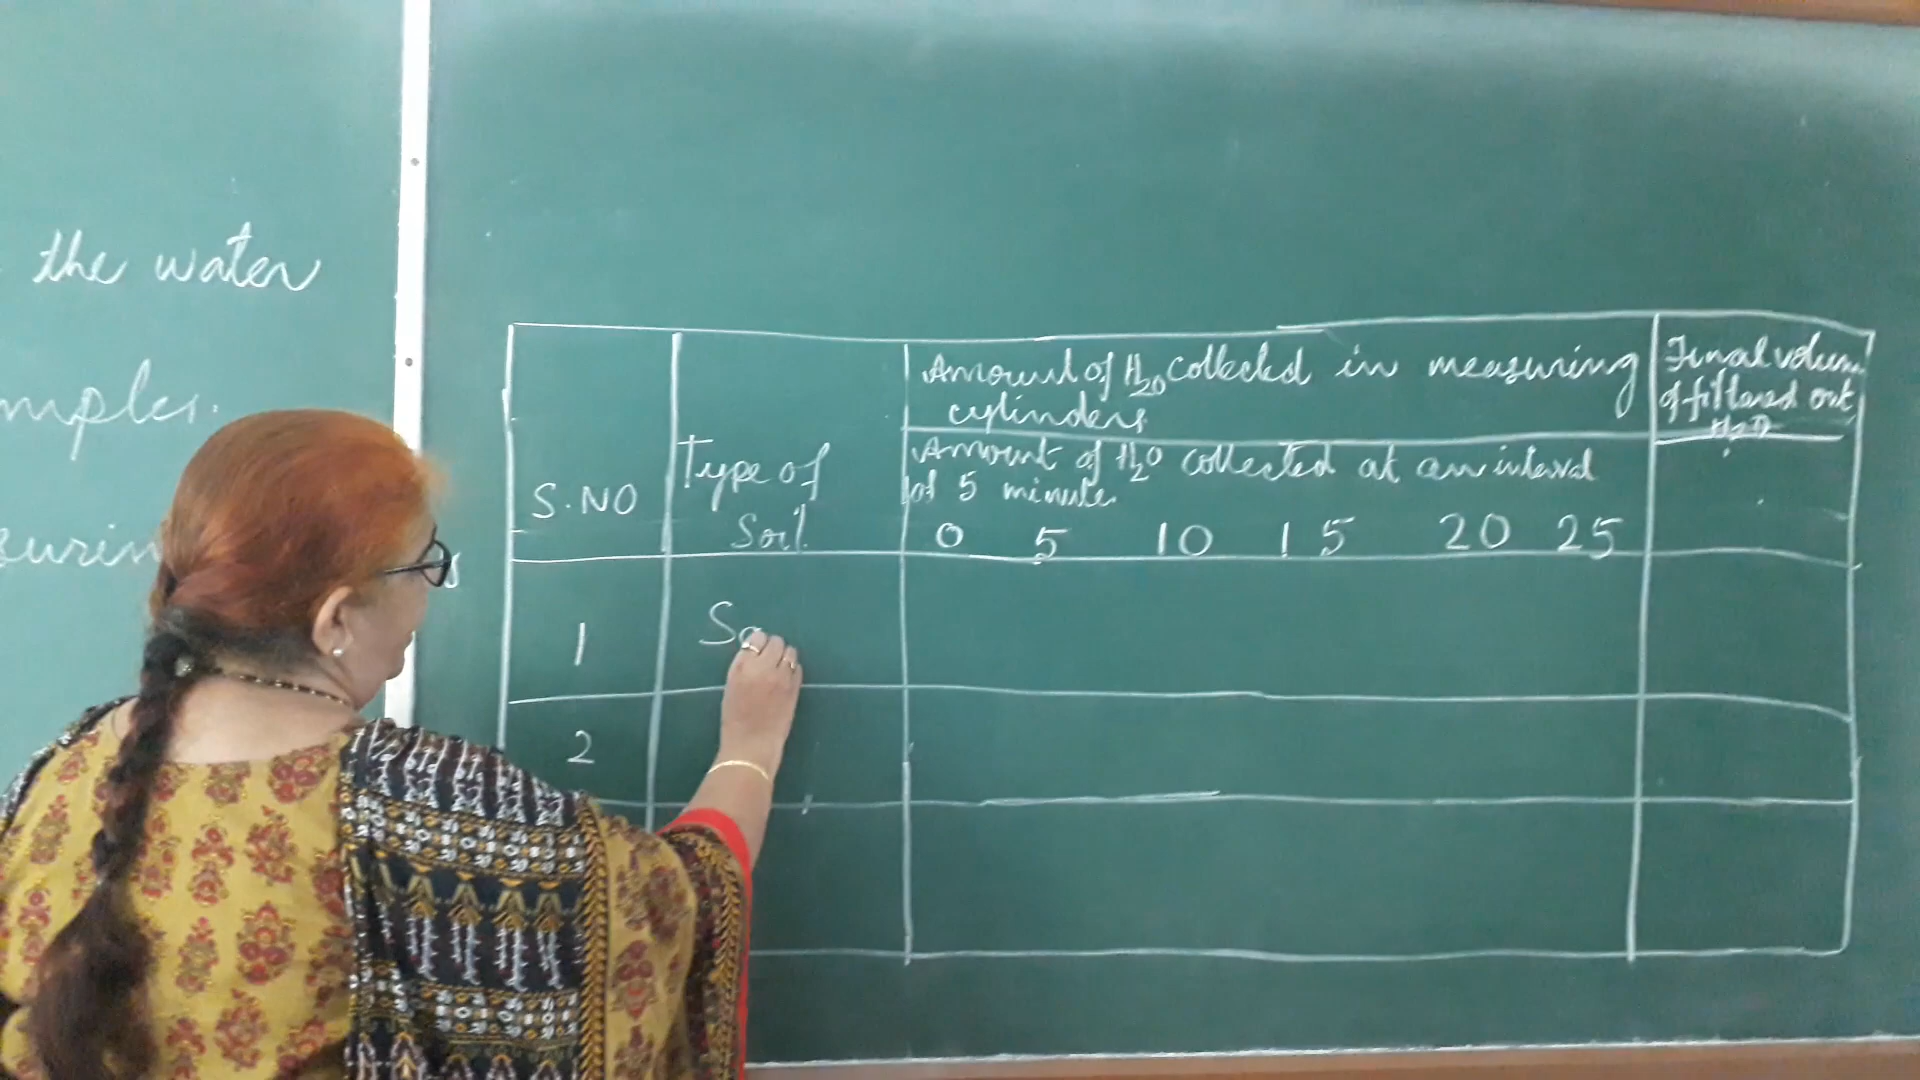 the water
mples.
surin
s
S.NO
Type of
Soil
Amount of H2O collected in measuring
cylinders
Amount of H2O collected at an interval
of 5 minutes
0 5 10 15 20 25
Final volume
of filtered out
H2O
1
Sa
2